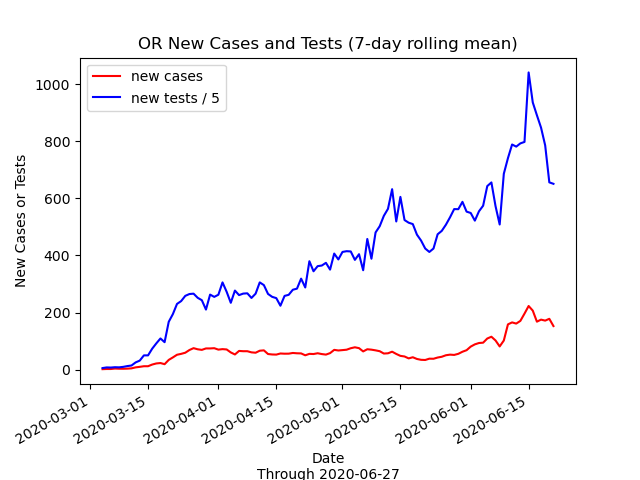 OR New Cases and Tests (7-day rolling mean)
new cases
new tests / 5
New Cases or Tests
1000
800
600
400
200
0
2020-03-01
2020-03-15
2020-04-01
2020-04-15
2020-05-01
2020-05-15
2020-06-01
2020-06-15
Date
Through 2020-06-27